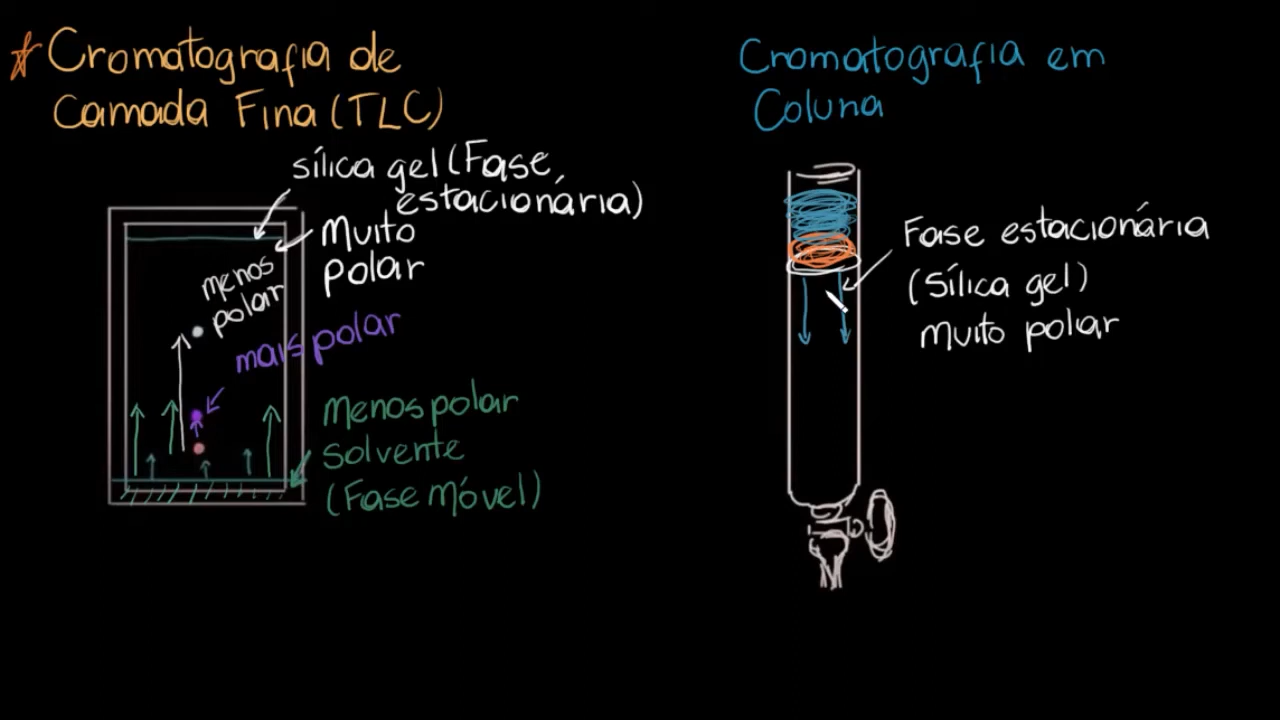 Cromatografia de
Camada Fina (TLC)
sílica gel (Fase
estacionária)
Muito
polar
menos
polar
mais polar
Menos polar
solvente
(Fase Móvel)
Cromatografia em
Coluna
Fase estacionária
(Sílica gel)
Muito polar